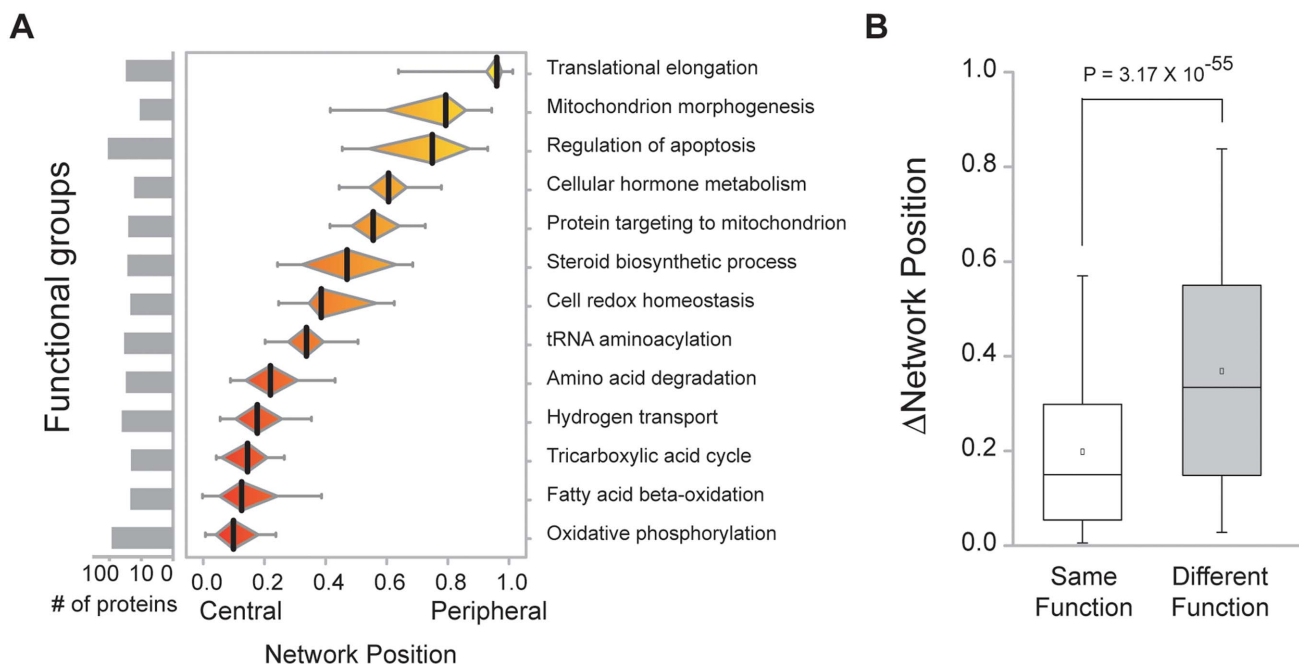 A
Functional groups
Translational elongation
Mitochondrion morphogenesis
Regulation of apoptosis
Cellular hormone metabolism
Protein targeting to mitochondrion
Steroid biosynthetic process
Cell redox homeostasis
tRNA aminoacylation
Amino acid degradation
Hydrogen transport
Tricarboxylic acid cycle
Fatty acid beta-oxidation
Oxidative phosphorylation
100 10 0
# of proteins
0.0 0.2 0.4 0.6 0.8 1.0
Central Peripheral
Network Position
B
P = 3.17 X 10-55
ΔNetwork Position
1.0
0.8
0.6
0.4
0.2
0.0
Same
Function
Different
Function